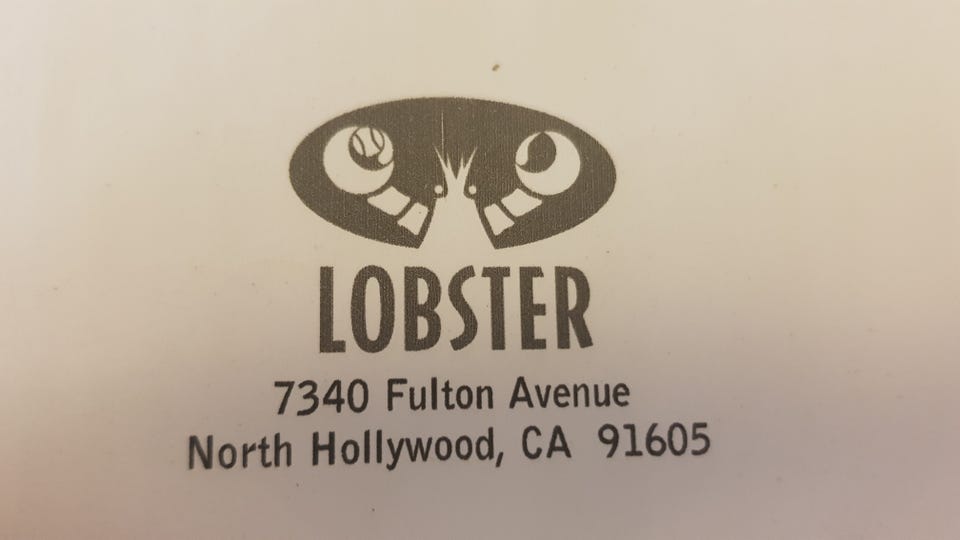 LOBSTER
7340 Fulton Avenue
North Hollywood, CA 91605